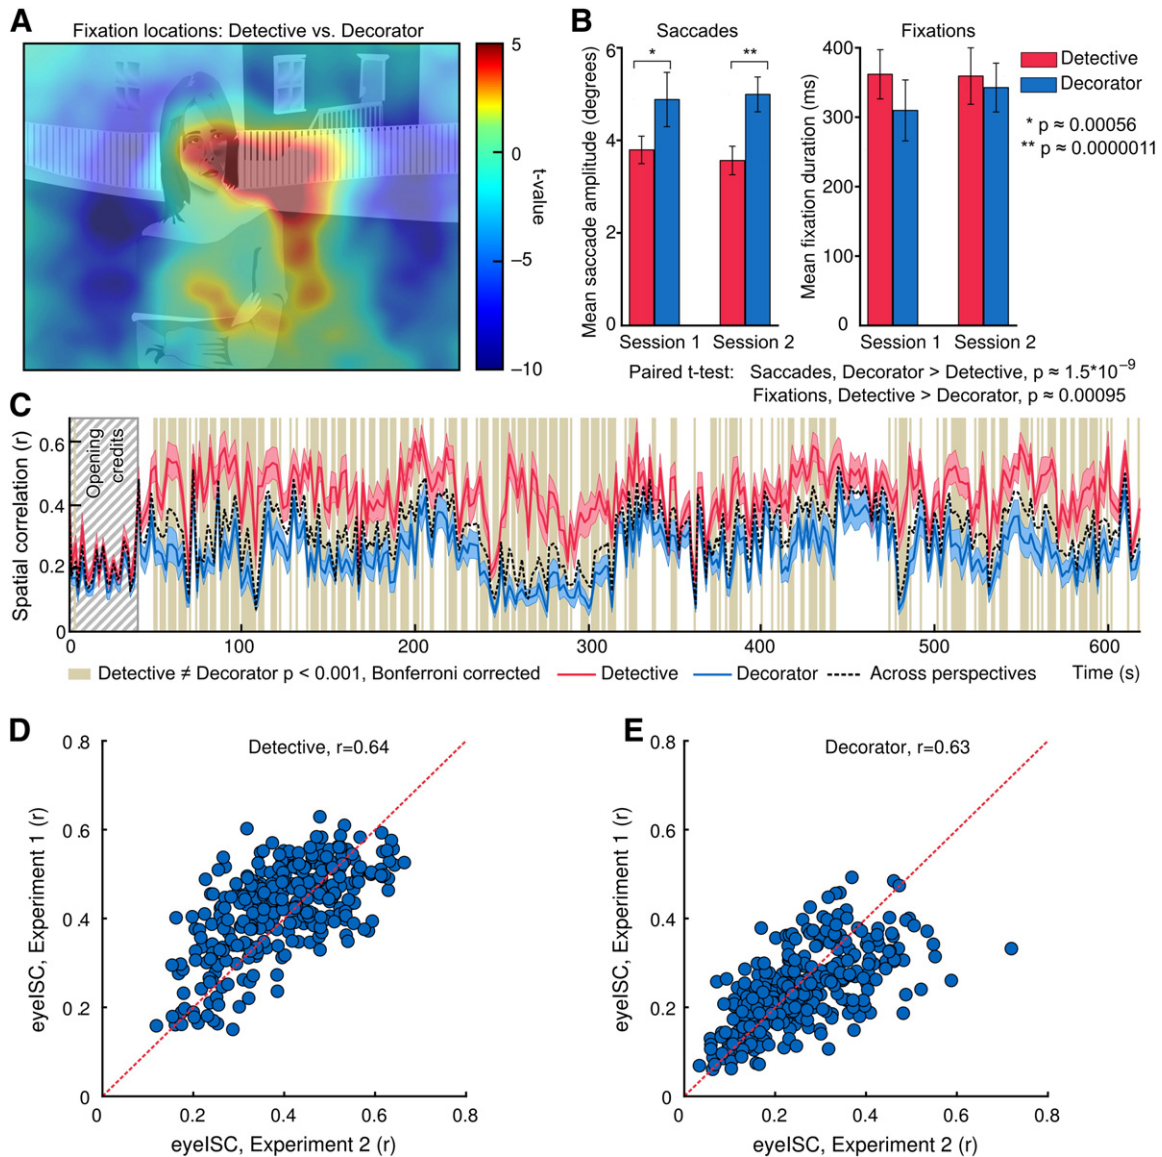 A
Fixation locations: Detective vs. Decorator
5
0
−5
−10
t-value
B
Saccades
Mean saccade amplitude (degrees)
6
4
2
0
*
**
Session 1
Session 2
Fixations
Mean fixation duration (ms)
400
300
200
100
0
Session 1
Session 2
Detective
Decorator
* p ≈ 0.00056
** p ≈ 0.0000011
Paired t-test: Saccades, Decorator > Detective, p ≈ 1.5*10⁻⁹
Fixations, Detective > Decorator, p ≈ 0.00095
C
Spatial correlation (r)
0.6
0.4
0.2
0
Opening
credits
0 100 200 300 400 500 600
Detective ≠ Decorator p < 0.001, Bonferroni corrected Detective Decorator Across perspectives Time (s)
D
Detective, r=0.64
eyeISC, Experiment 1 (r)
0.8
0.6
0.4
0.2
0
0 0.2 0.4 0.6 0.8
eyeISC, Experiment 2 (r)
E
Decorator, r=0.63
eyeISC, Experiment 1 (r)
0.8
0.6
0.4
0.2
0
0 0.2 0.4 0.6 0.8
eyeISC, Experiment 2 (r)